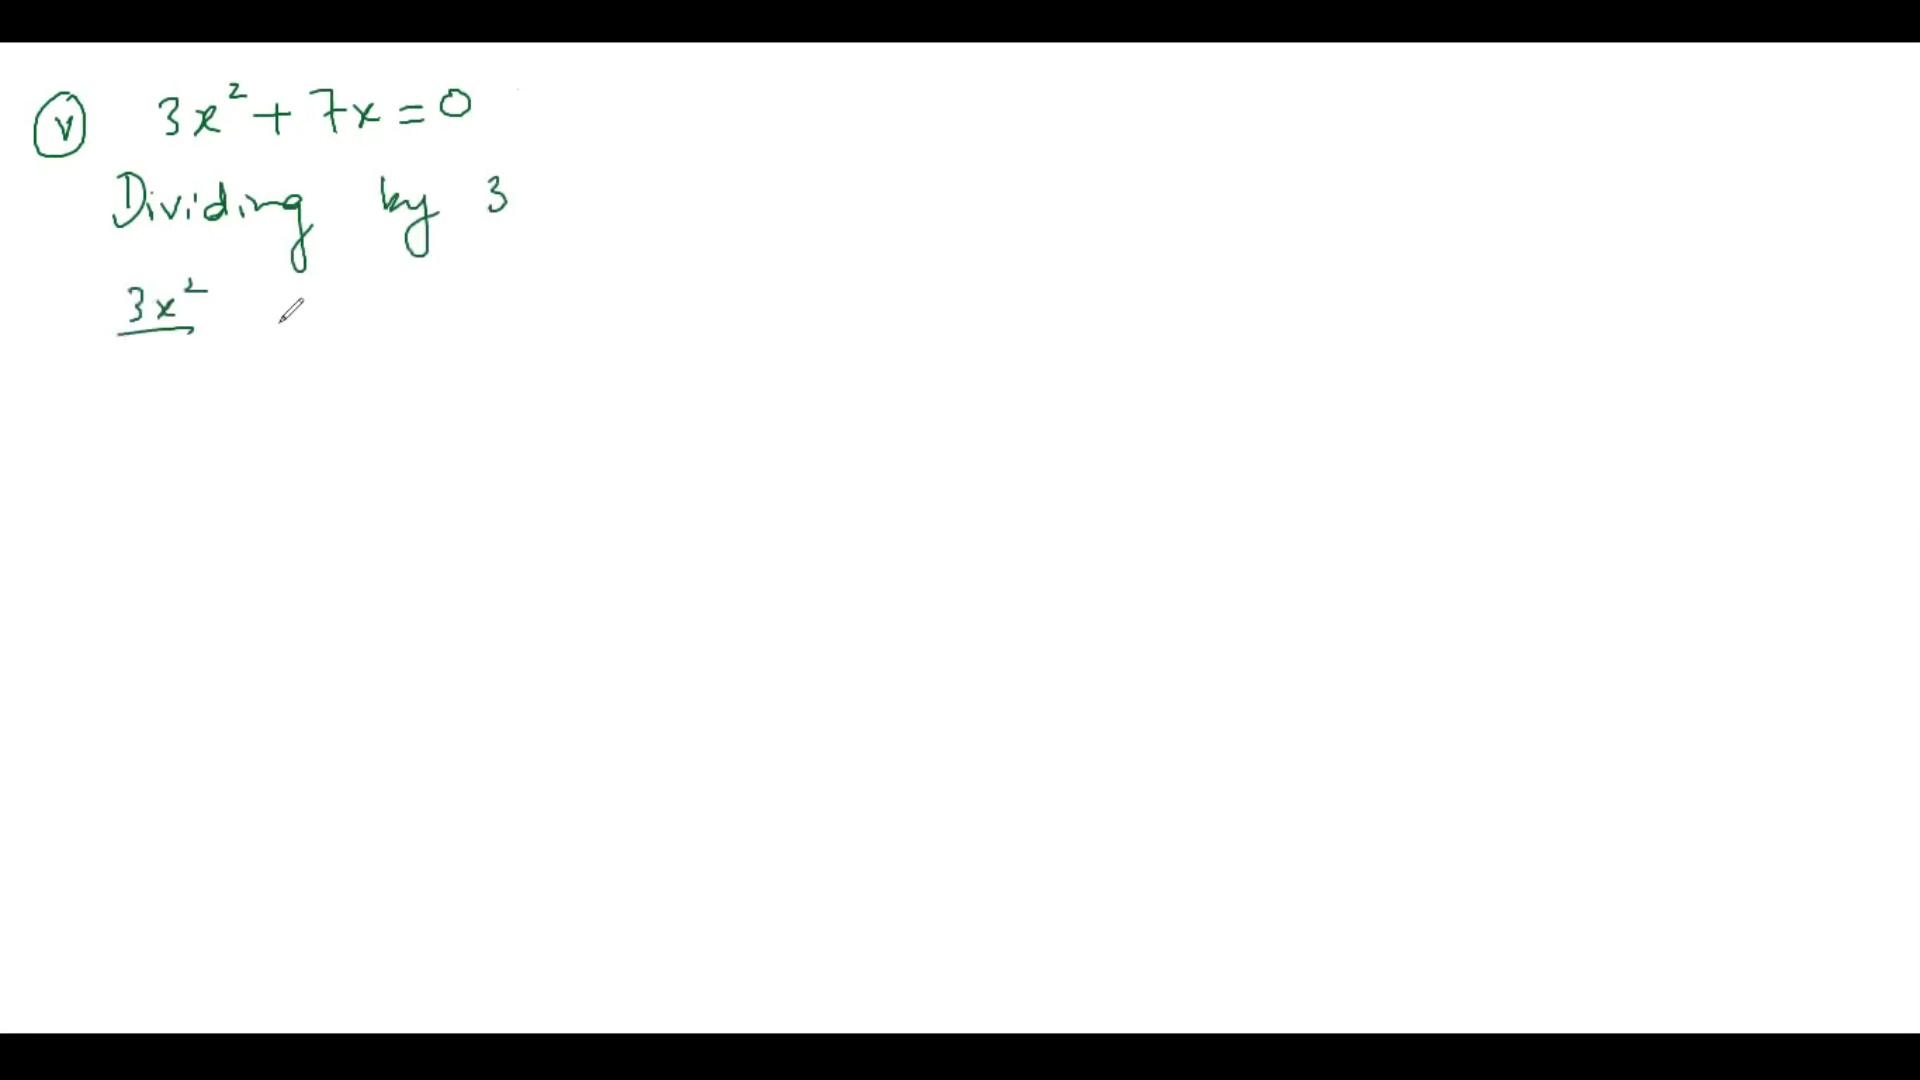 (v) 3x² + 7x = 0
Dividing by 3
3x²